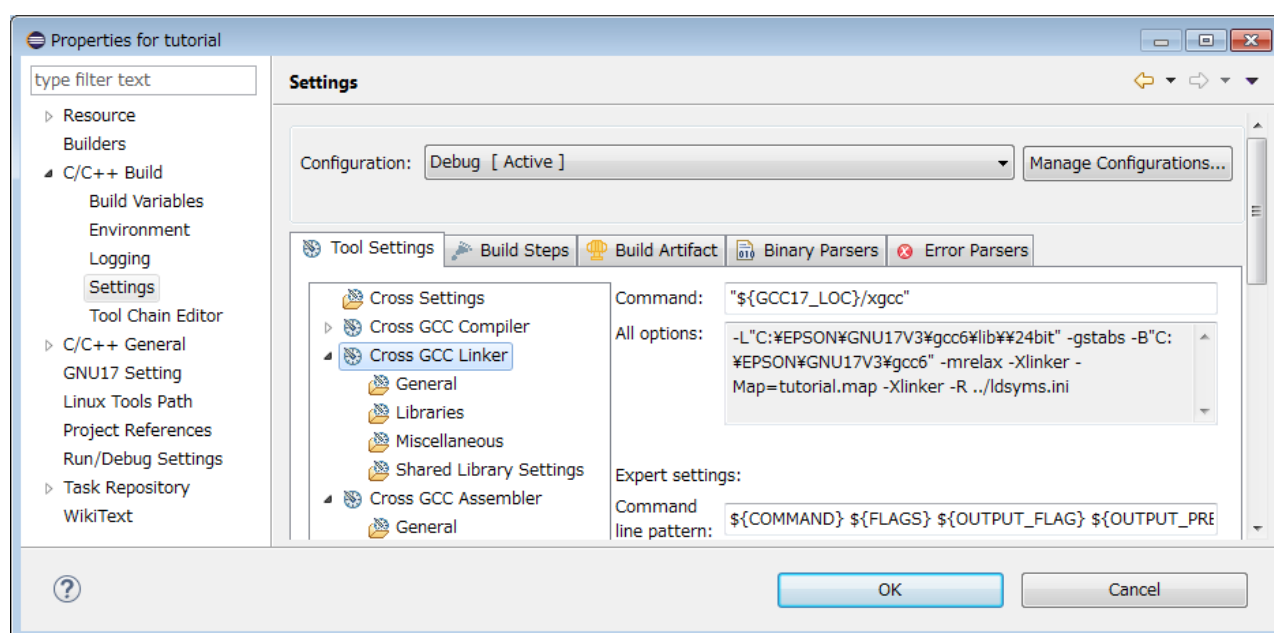 Properties for tutorial
type filter text
Resource
Builders
C/C++ Build
Build Variables
Environment
Logging
Settings
Tool Chain Editor
C/C++ General
GNU17 Setting
Linux Tools Path
Project References
Run/Debug Settings
Task Repository
WikiText
Settings
Configuration: Debug [ Active ] Manage Configurations...
Tool Settings Build Steps Build Artifact Binary Parsers Error Parsers
Cross Settings
Cross GCC Compiler
Cross GCC Linker
General
Libraries
Miscellaneous
Shared Library Settings
Cross GCC Assembler
General
Command: "${GCC17_LOC}/xgcc"
All options: -L"C:¥EPSON¥GNU17V3¥gcc6¥lib¥¥24bit" -gstabs -B"C:
¥EPSON¥GNU17V3¥gcc6" -mrelax -Xlinker -
Map=tutorial.map -Xlinker -R ../ldsyms.ini
Expert settings:
Command
line pattern: ${COMMAND} ${FLAGS} ${OUTPUT_FLAG} ${OUTPUT_PRE
OK Cancel